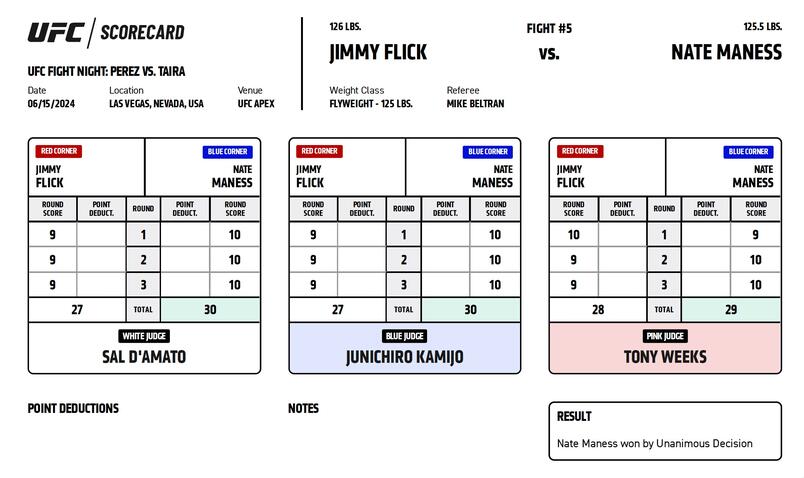 UFC SCORECARD
UFC FIGHT NIGHT: PEREZ VS. TAIRA
Date Location Venue
06/15/2024 LAS VEGAS, NEVADA, USA UFC APEX
126 LBS. FIGHT #5 125.5 LBS.
JIMMY FLICK VS. NATE MANESS
Weight Class Referee
FLYWEIGHT - 125 LBS. MIKE BELTRAN
RED CORNER BLUE CORNER
JIMMY NATE
FLICK MANESS
ROUND SCORE POINT DEDUCT. ROUND POINT DEDUCT. ROUND SCORE
9 1 10
9 2 10
9 3 10
27 TOTAL 30
WHITE JUDGE
SAL D'AMATO
RED CORNER BLUE CORNER
JIMMY NATE
FLICK MANESS
ROUND SCORE POINT DEDUCT. ROUND POINT DEDUCT. ROUND SCORE
9 1 10
9 2 10
9 3 10
27 TOTAL 30
BLUE JUDGE
JUNICHIRO KAMIJO
RED CORNER BLUE CORNER
JIMMY NATE
FLICK MANESS
ROUND SCORE POINT DEDUCT. ROUND POINT DEDUCT. ROUND SCORE
10 1 9
9 2 10
9 3 10
28 TOTAL 29
PINK JUDGE
TONY WEEKS
POINT DEDUCTIONS
NOTES
RESULT
Nate Maness won by Unanimous Decision